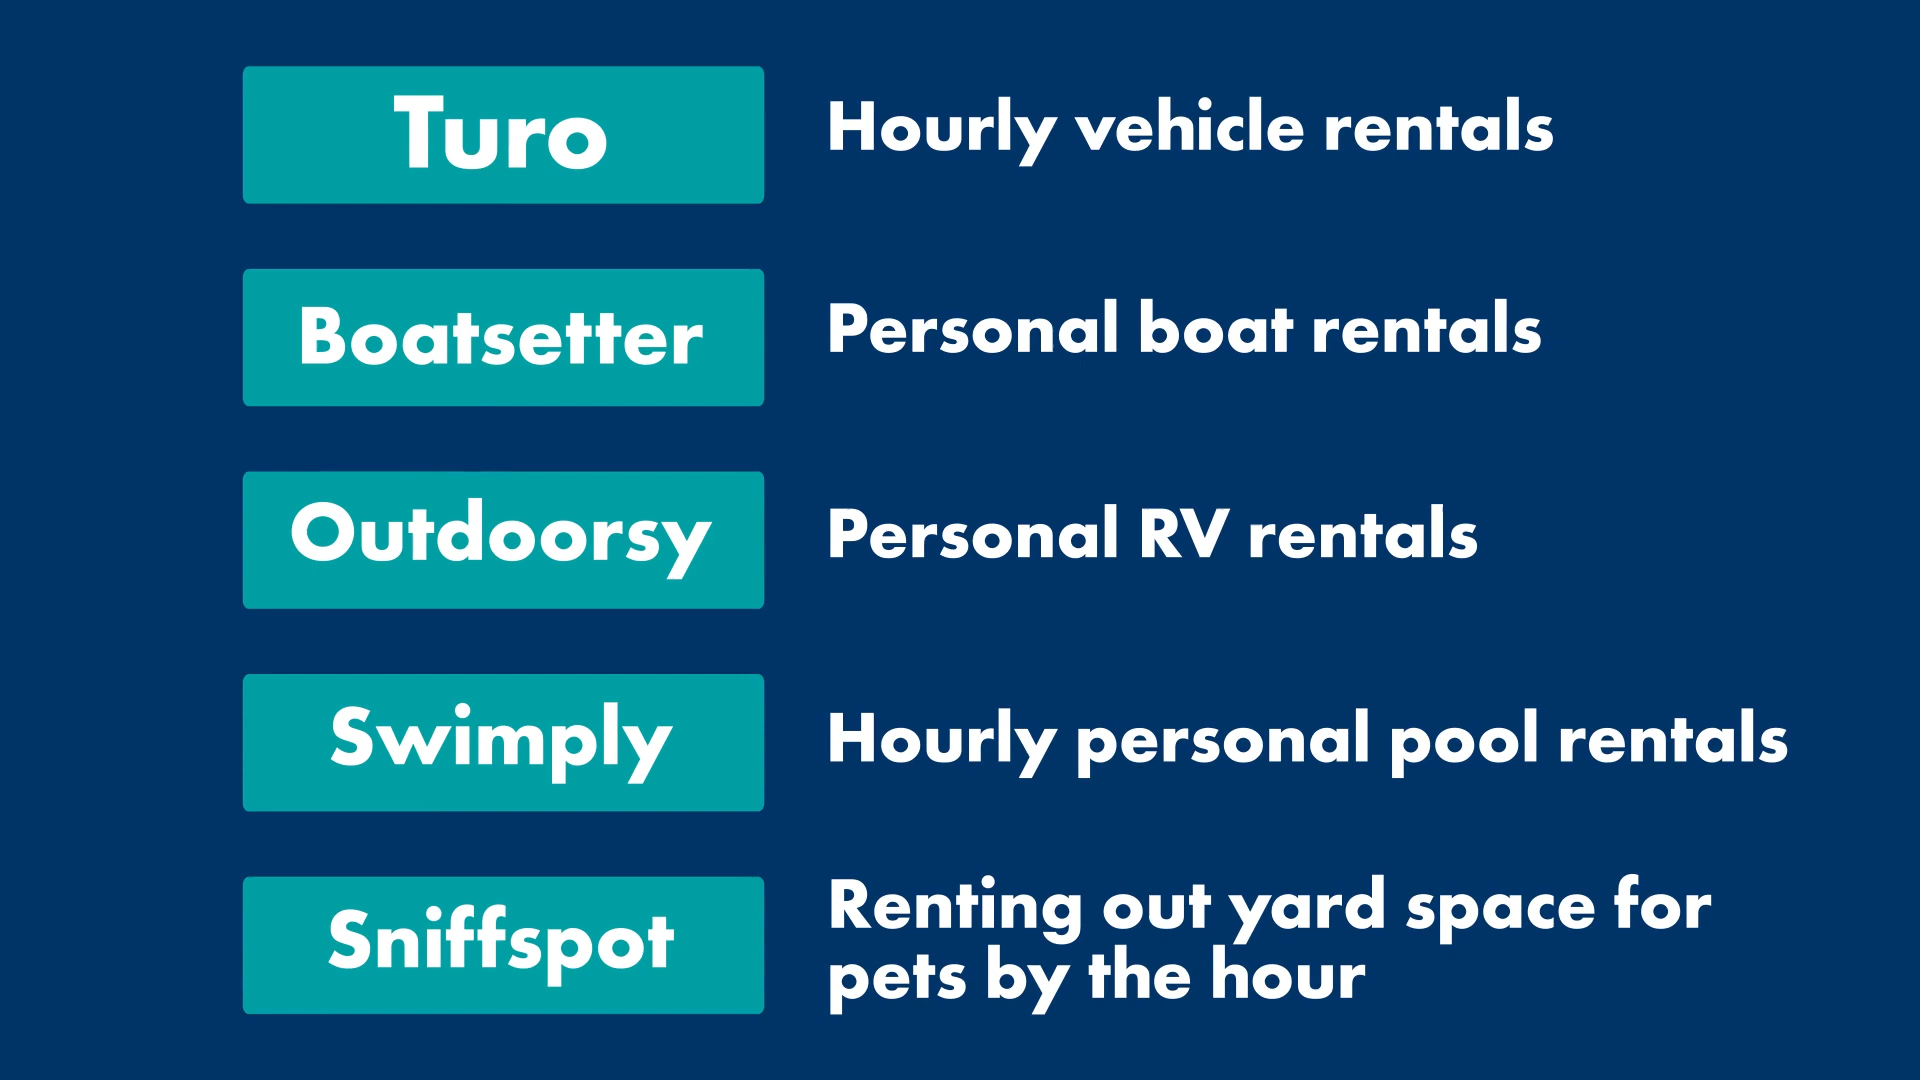 Turo
Hourly vehicle rentals
Boatsetter
Personal boat rentals
Outdoorsy
Personal RV rentals
Swimply
Hourly personal pool rentals
Sniffspot
Renting out yard space for
pets by the hour